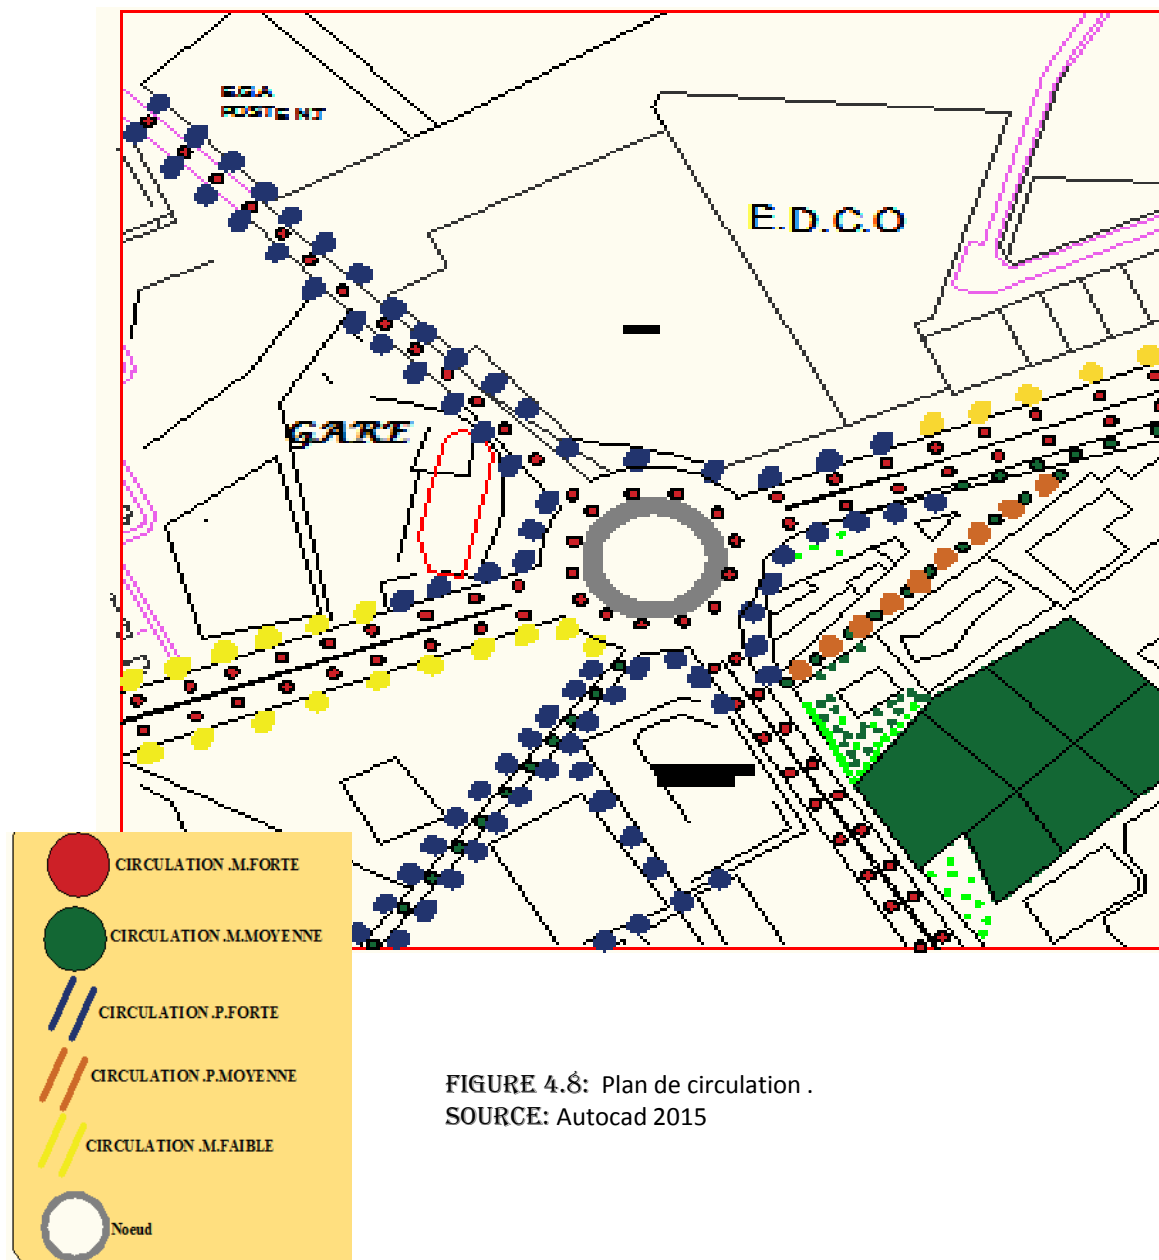 E.G.A
POSTE NT
E.D.C.O
GARE
CIRCULATION .M.FORTE
CIRCULATION .M.MOYENNE
CIRCULATION .P.FORTE
CIRCULATION .P.MOYENNE
CIRCULATION .M.FAIBLE
Noeud
FIGURE 4.8: Plan de circulation .
SOURCE: Autocad 2015